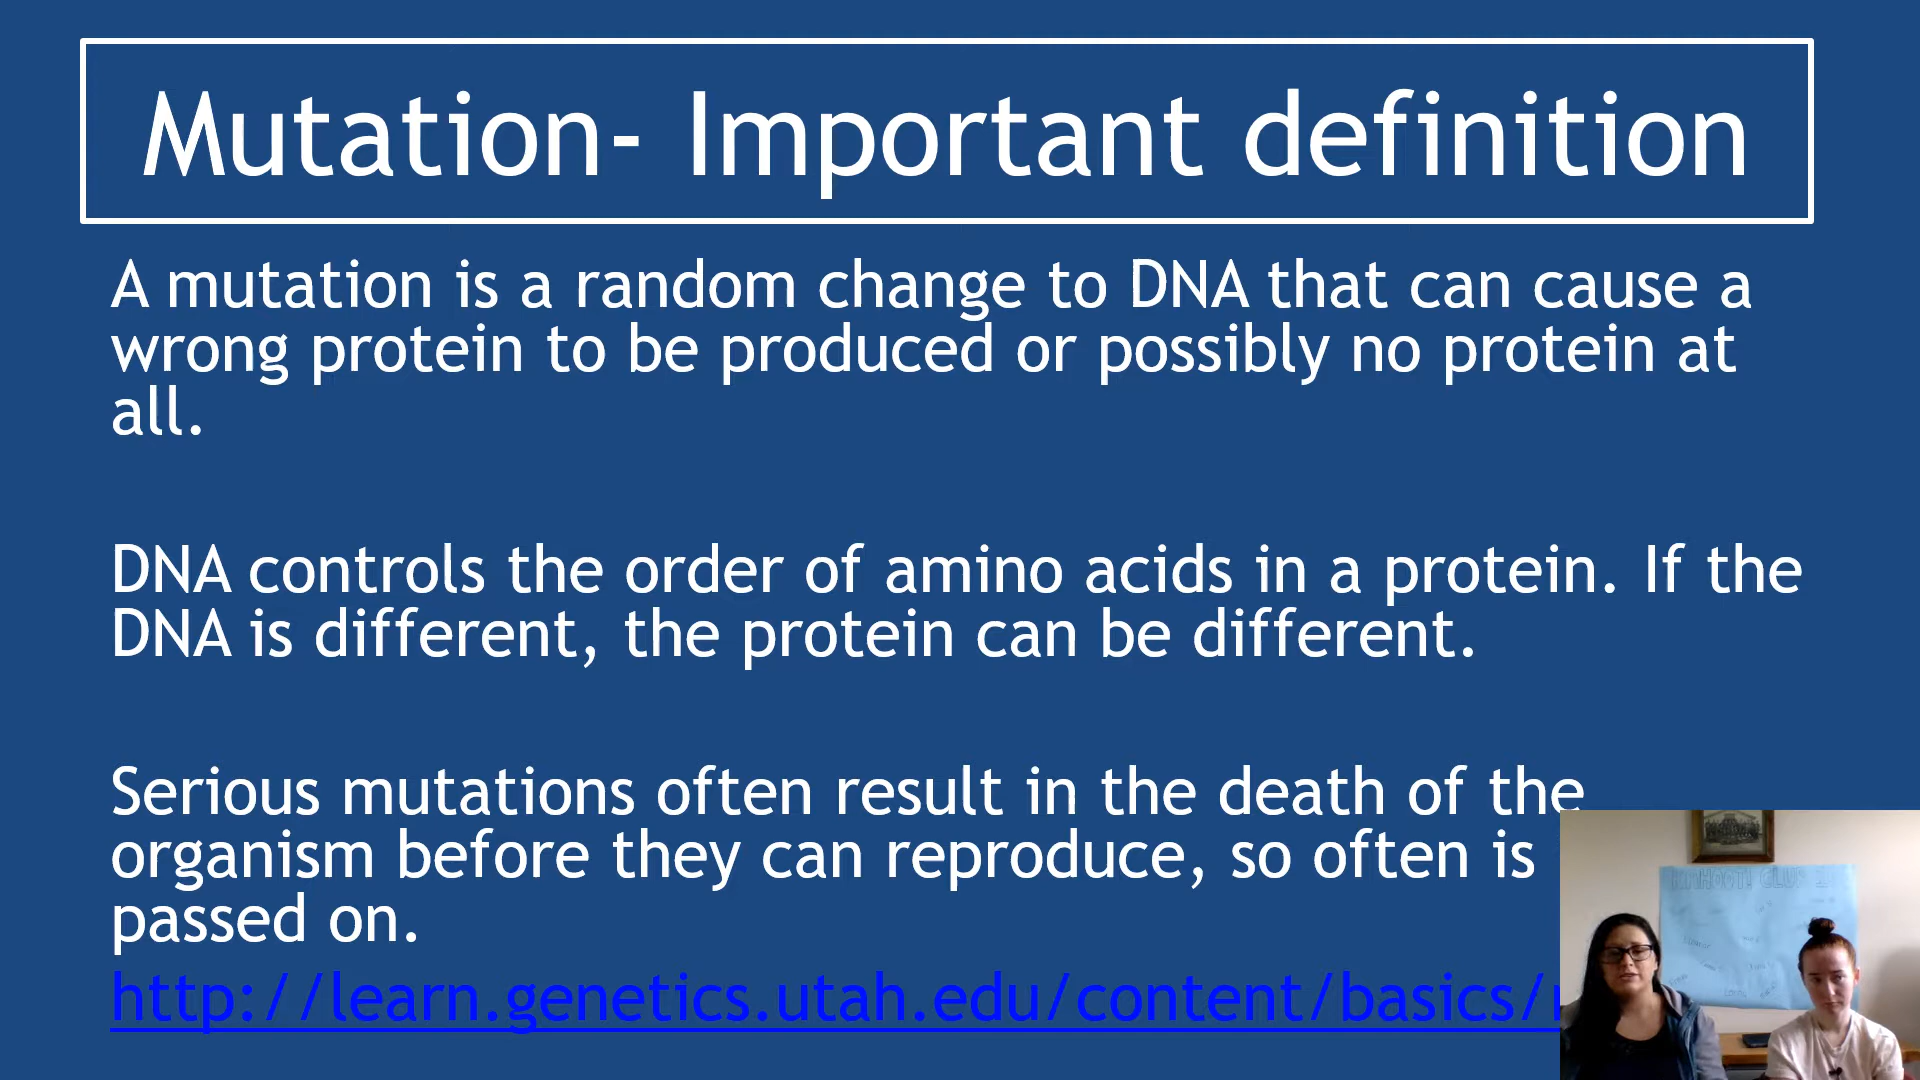 Mutation- Important definition
A mutation is a random change to DNA that can cause a
wrong protein to be produced or possibly no protein at
all.
DNA controls the order of amino acids in a protein. If the
DNA is different, the protein can be different.
Serious mutations often result in the death of the
organism before they can reproduce, so often is
passed on.
http://learn.genetics.utah.edu/content/basics/
KAHOOT! CLUB